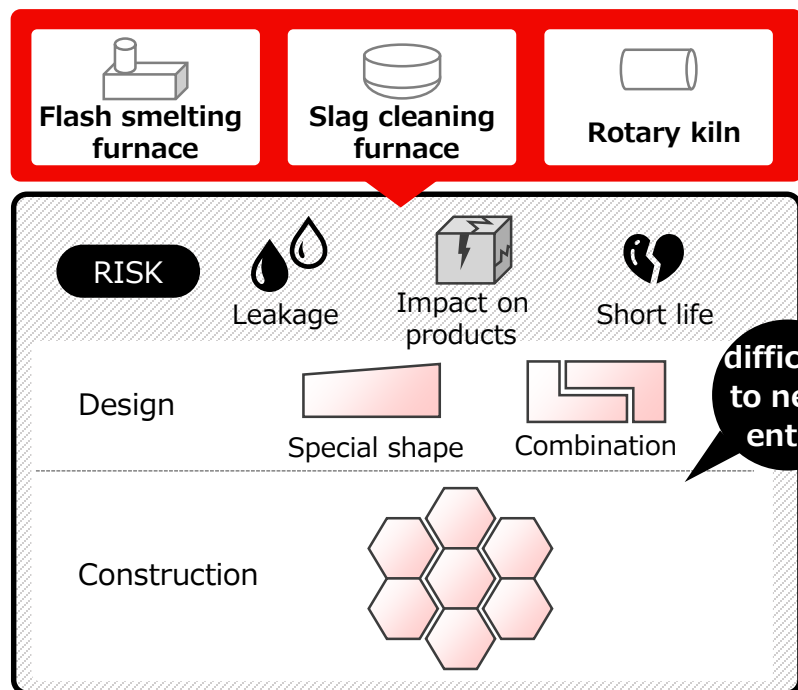 Flash smelting
furnace
Slag cleaning
furnace
Rotary kiln
RISK
Leakage
Impact on
products
Short life
Design
Special shape
Combination
to
Construction